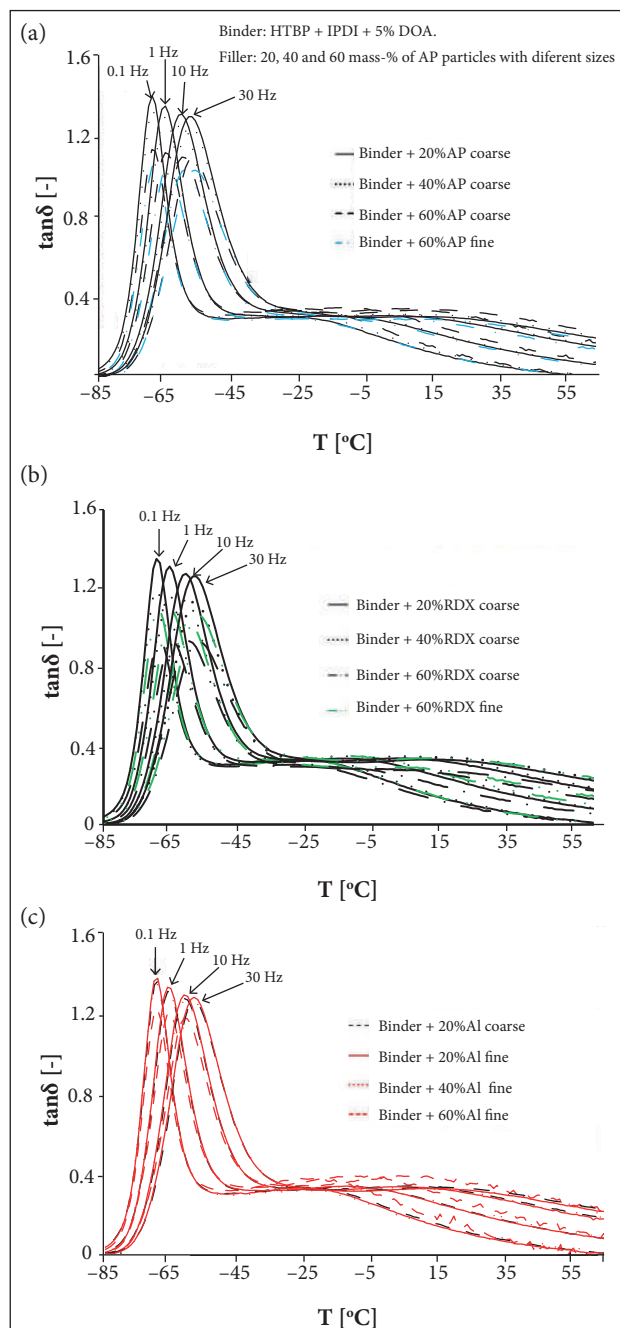 (a)
Binder: HTBP + IPDI + 5% DOA.
Filler: 20, 40 and 60 mass-% of AP particles with diferent sizes
1.6
1 Hz
0.1 Hz
10 Hz
30 Hz
1.2
0.8
0.4
0
tanδ [-]
Binder + 20%AP coarse
Binder + 40%AP coarse
Binder + 60%AP coarse
Binder + 60%AP fine
−85 −65 −45 −25 −5 15 35 55
T [ºC]
(b)
1.6
0.1 Hz
1 Hz
10 Hz
30 Hz
1.2
0.8
0.4
0
tanδ [-]
Binder + 20%RDX coarse
Binder + 40%RDX coarse
Binder + 60%RDX coarse
Binder + 60%RDX fine
−85 −65 −45 −25 −5 15 35 55
T [ºC]
(c)
1.6
0.1 Hz
1 Hz
10 Hz
30 Hz
1.2
0.8
0.4
0
tanδ [-]
Binder + 20%Al coarse
Binder + 20%Al fine
Binder + 40%Al fine
Binder + 60%Al fine
−85 −65 −45 −25 −5 15 35 55
T [ºC]